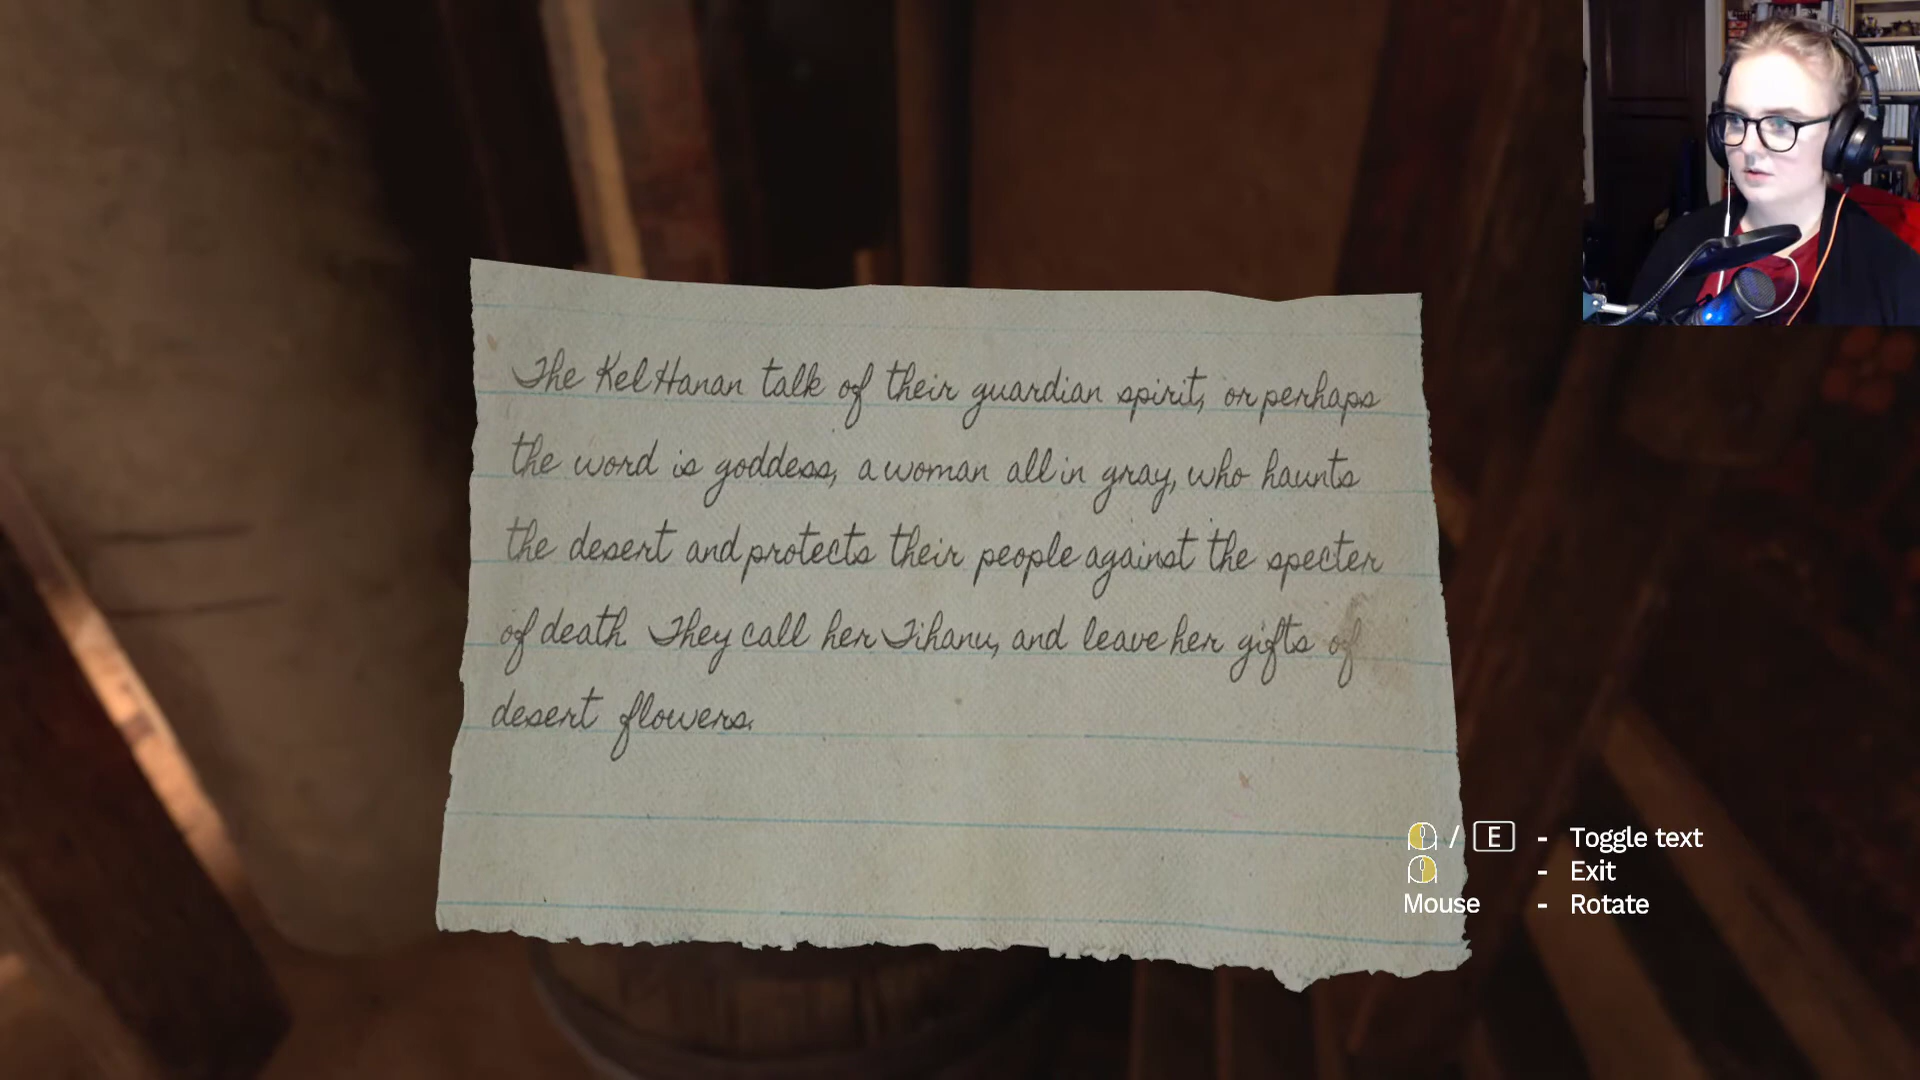 The Kel Hanan talk of their guardian spirit, or perhaps
the word is goddess, a woman all in gray, who haunts
the desert and protects their people against the specter
of death. They call her Tihanu, and leave her gifts of
desert flowers.
/ E - Toggle text
- Exit
Mouse - Rotate